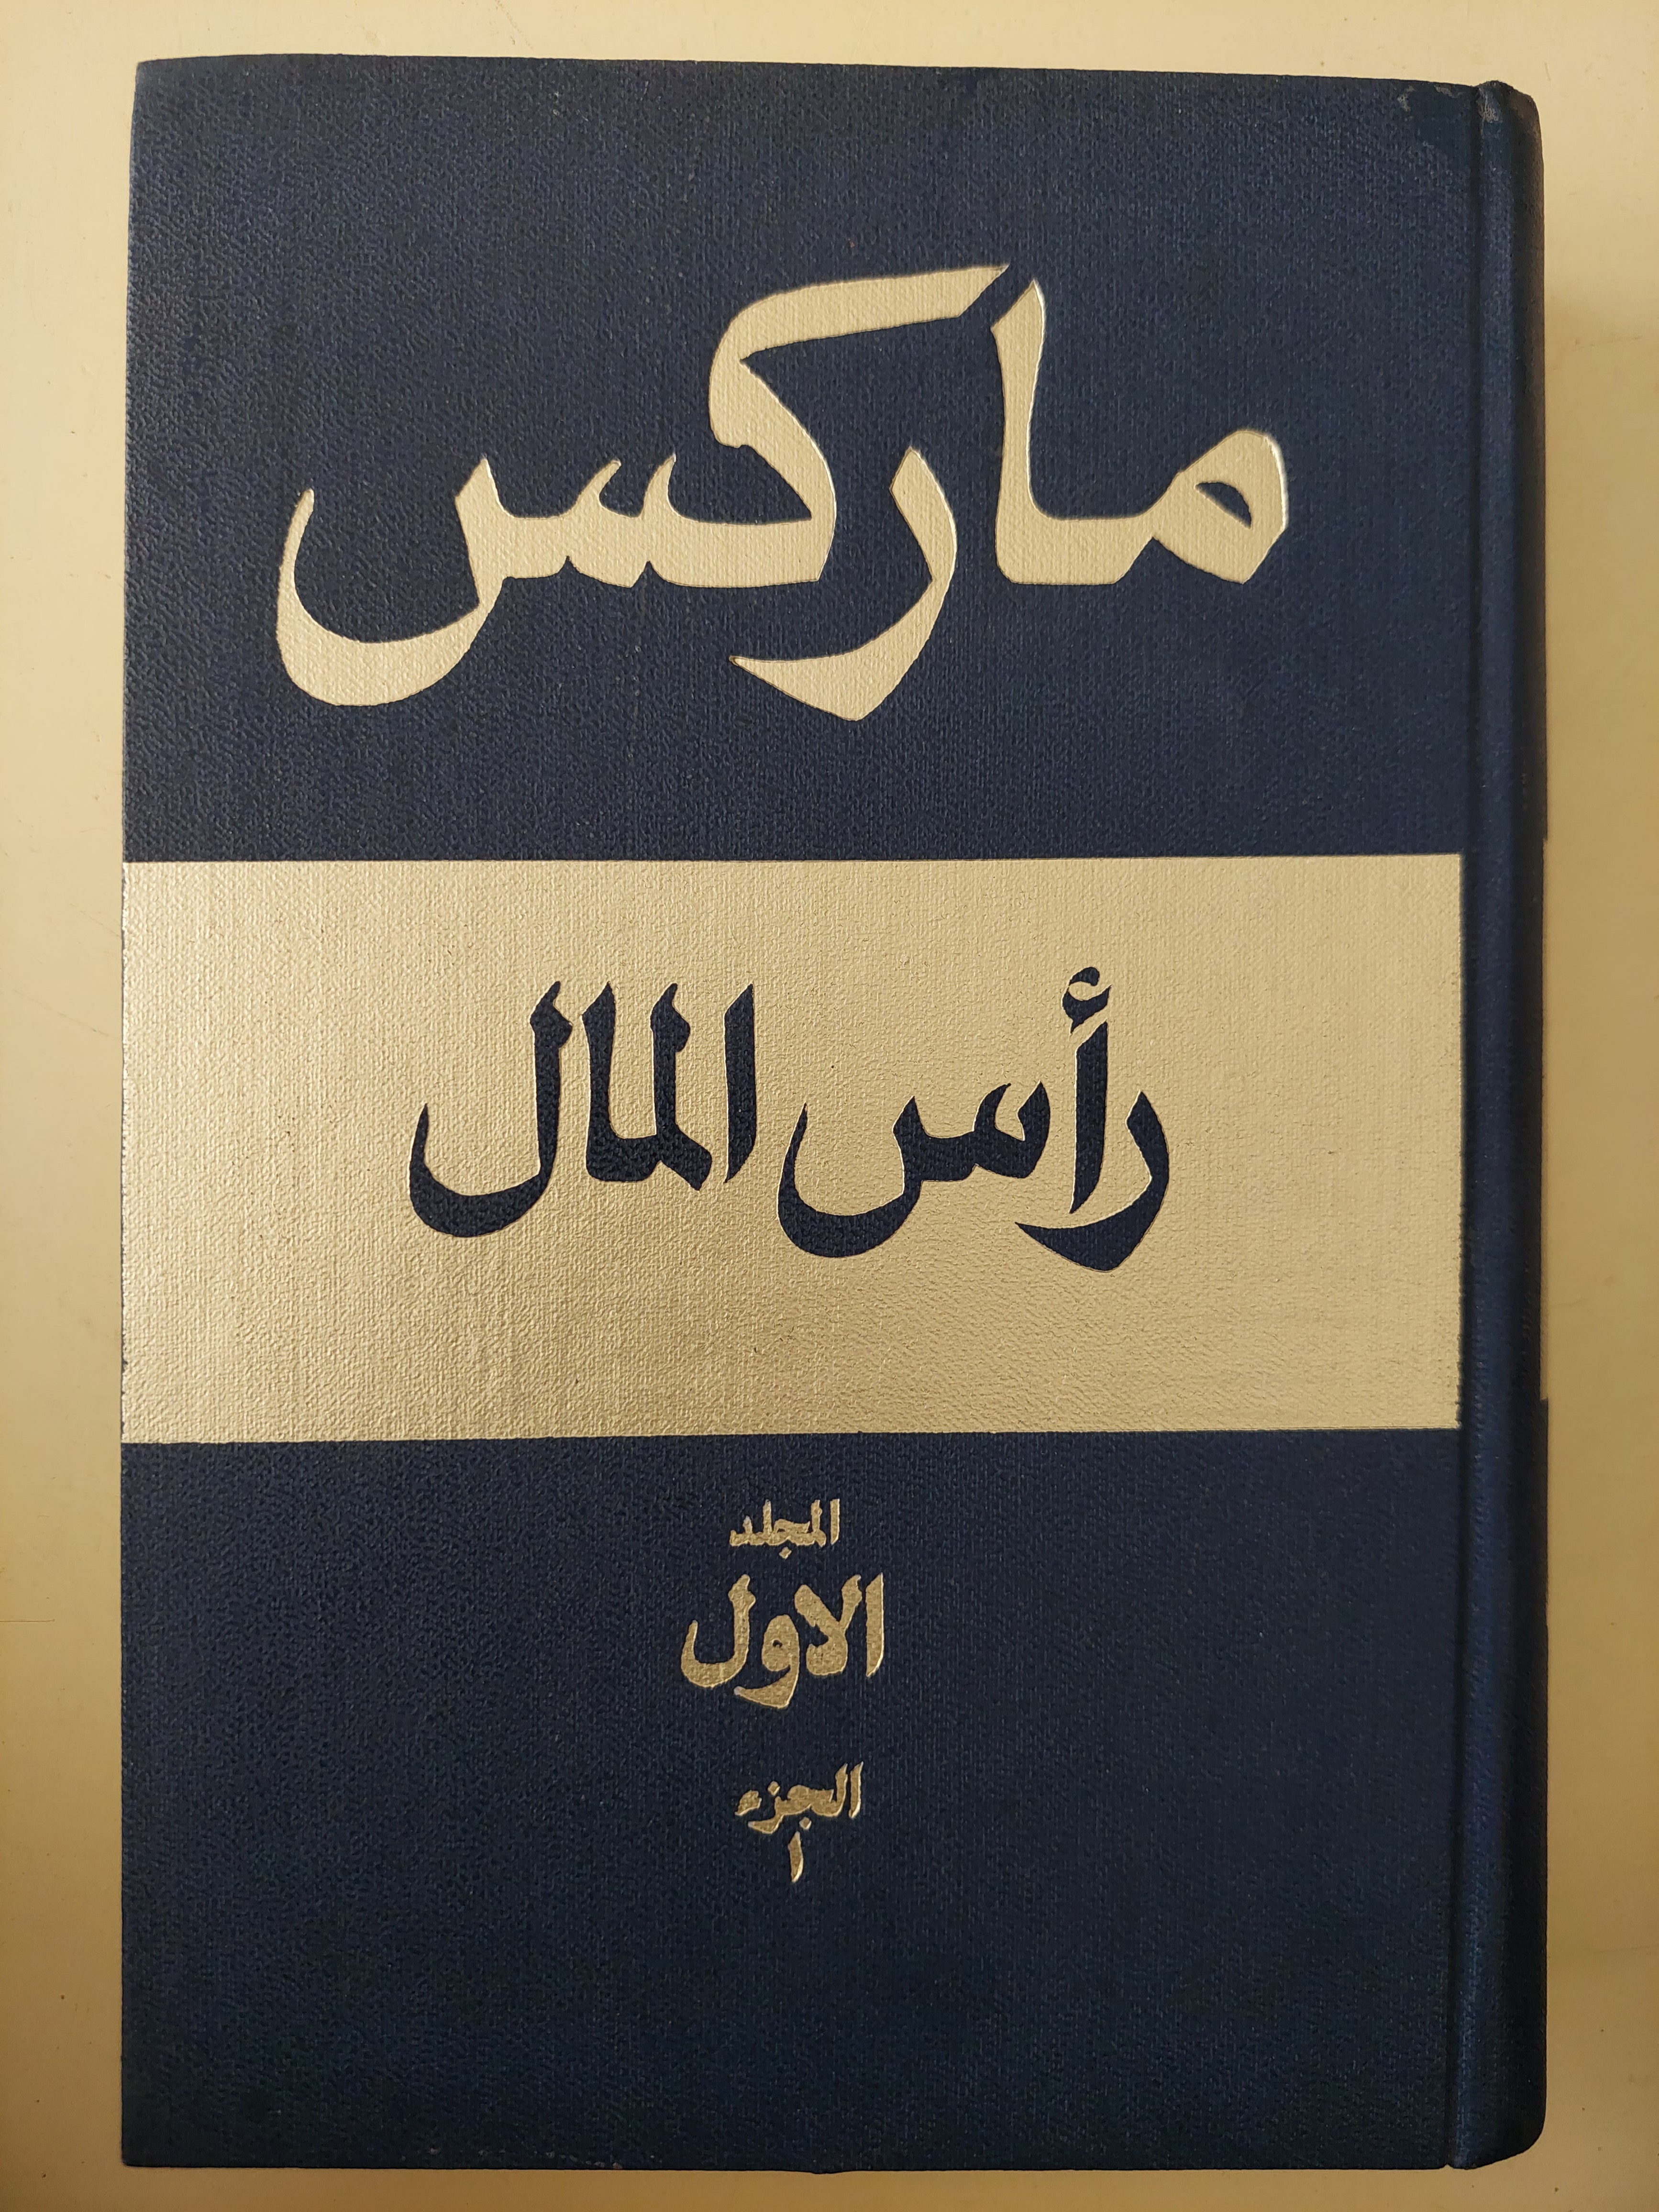 ماركس
رأس المال
المجلد
الاول
الجزء
١